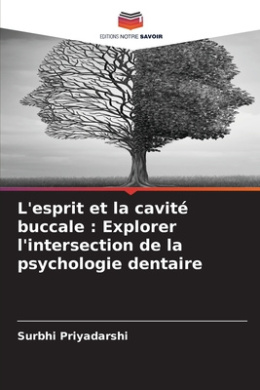 EDITIONS NOTRE SAVOIR
L'esprit et la cavité
buccale : Explorer
l'intersection de la
psychologie dentaire
Surbhi Priyadarshi